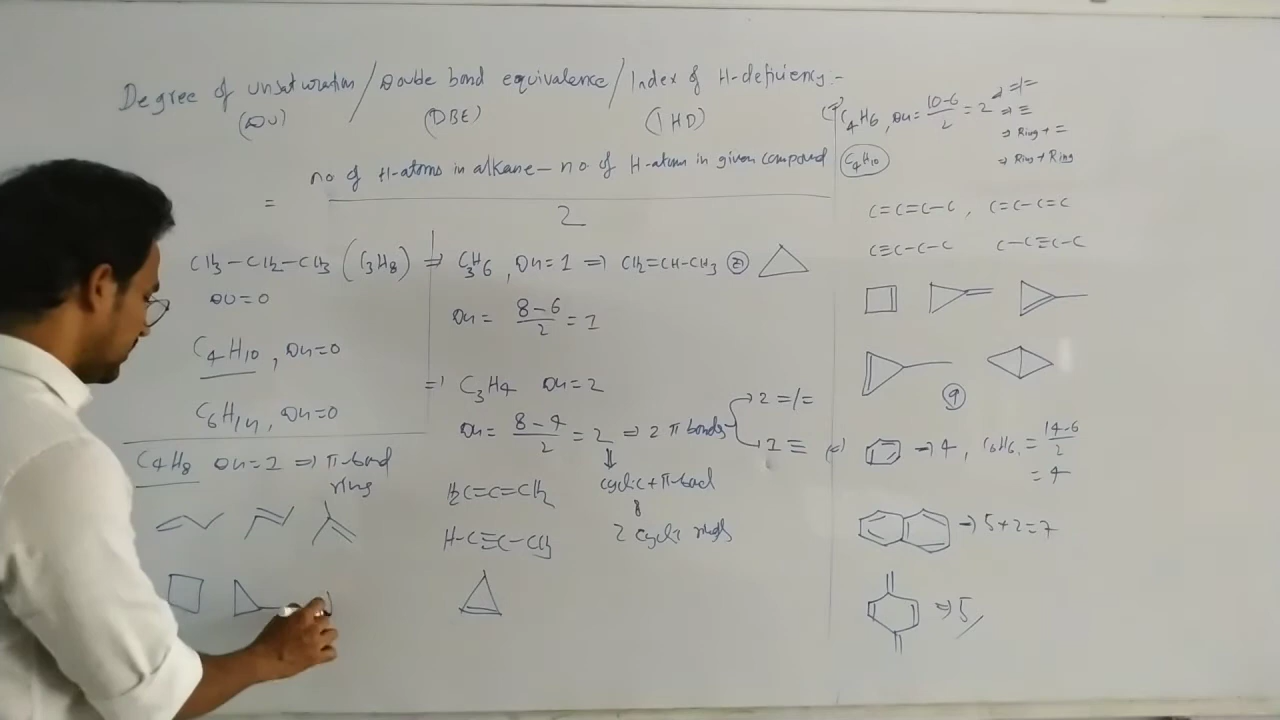 Degree of unsaturation / Double bond equivalence / Index of H-deficiency:-
(DU) (DBE) (IHD)
= no of H-atoms in alkane - no of H-atom in given compound
2
CH3-CH2-CH3 (C3H8)
DU=0
C4H10, DU=0
C6H14, DU=0
C4H8 DU=1 ⇒ π-bond
ring
⇒ C3H6, DU=1 ⇒ CH2=CH-CH3 ② 
DU = 8-6/2 = 1
⇒ C3H4 DU=2
DU = 8-4/2 = 2 ⇒ 2 π bonds
→ 2 =/=
→ 1 ≡
⇓
cyclic + π-bond
2 cyclic rings
H2C=C=CH2
H-C≡C-CH3
C4H6, DU = 10-6/2 = 2
→ =/=
⇒ ≡
⇒ Ring + =
⇒ Ring + Ring
C4H10
C=C=C-C, C=C-C=C
C≡C-C-C C-C≡C-C
⑨
→ 4, C6H6, = 14-6/2
= 4
→ 5+2=7
⇒ 5,